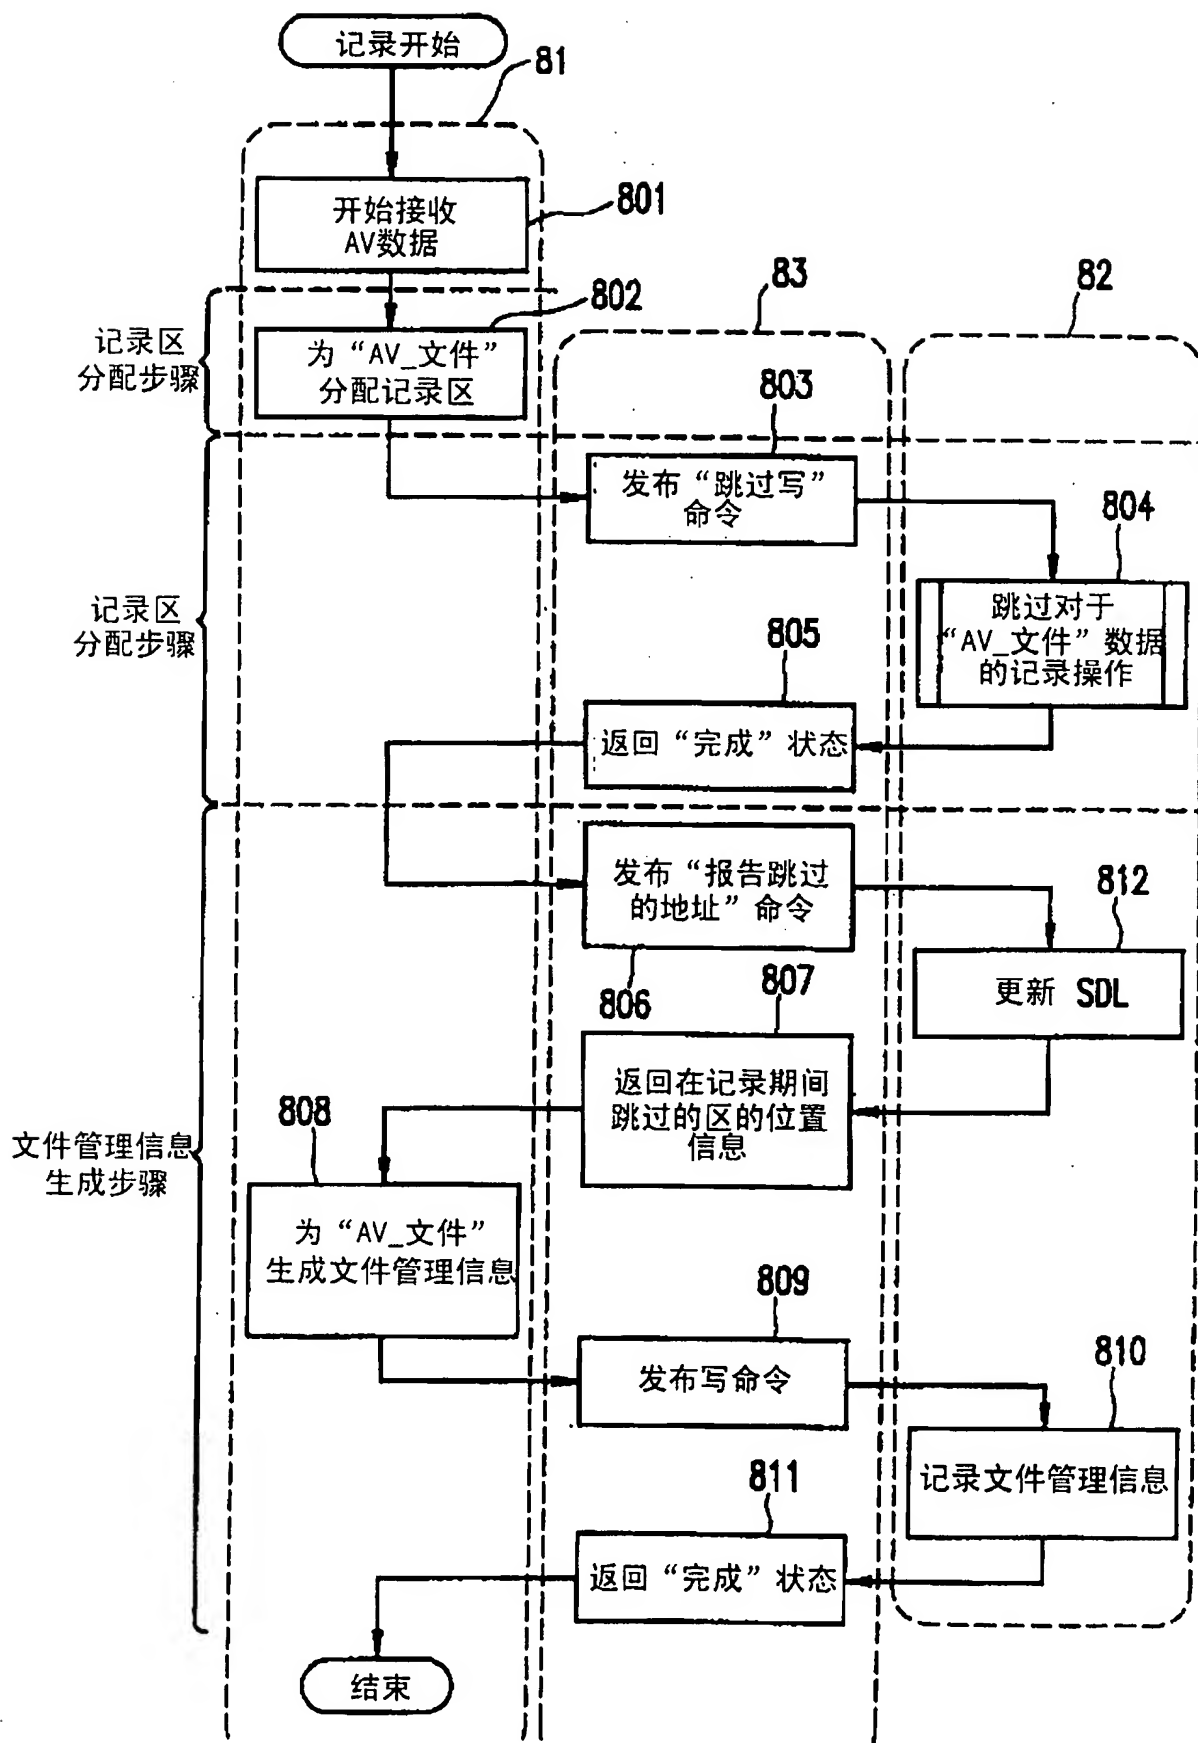 记录开始
81
开始接收
AV数据
801
记录区
分配步骤
802
为“AV_文件”
分配记录区
83
82
803
发布“跳过写”
命令
804
跳过对于
“AV_文件”数据
的记录操作
记录区
分配步骤
805
返回“完成”状态
发布“报告跳过
的地址”命令
806
812
更新 SDL
807
返回在记录期间
跳过的区的位置
信息
文件管理信息
生成步骤
808
为“AV_文件”
生成文件管理信息
809
发布写命令
810
记录文件管理信息
811
返回“完成”状态
结束